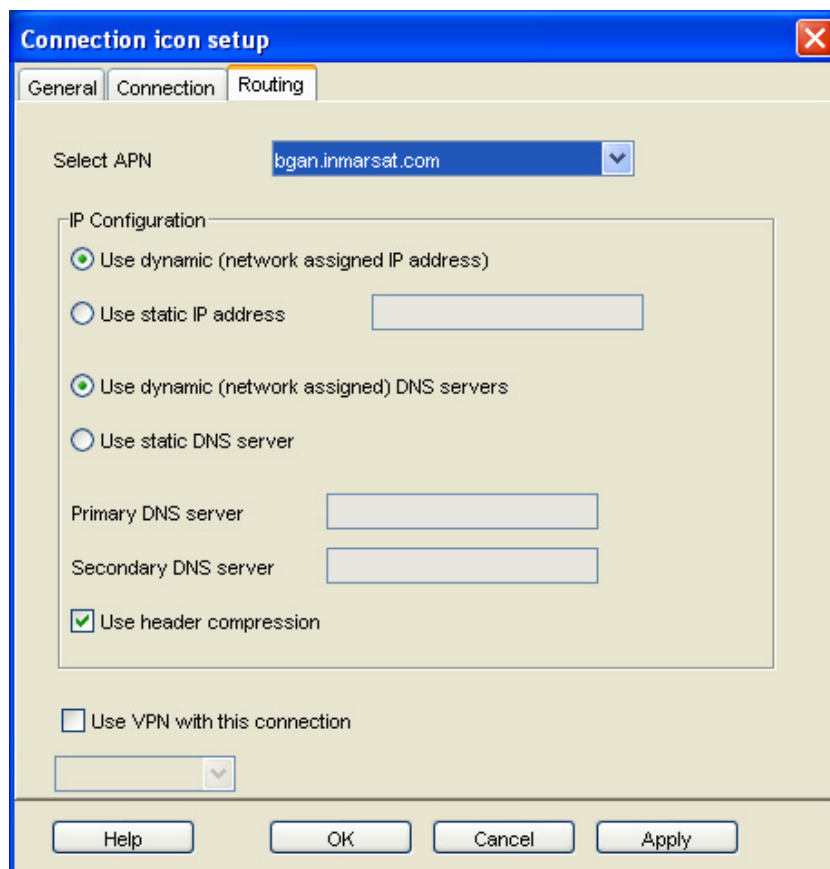 Connection icon setup
General Connection Routing
Select APN bgan.inmarsat.com
IP Configuration
Use dynamic (network assigned IP address)
Use static IP address
Use dynamic (network assigned) DNS servers
Use static DNS server
Primary DNS server
Secondary DNS server
Use header compression
Use VPN with this connection
Help OK Cancel Apply